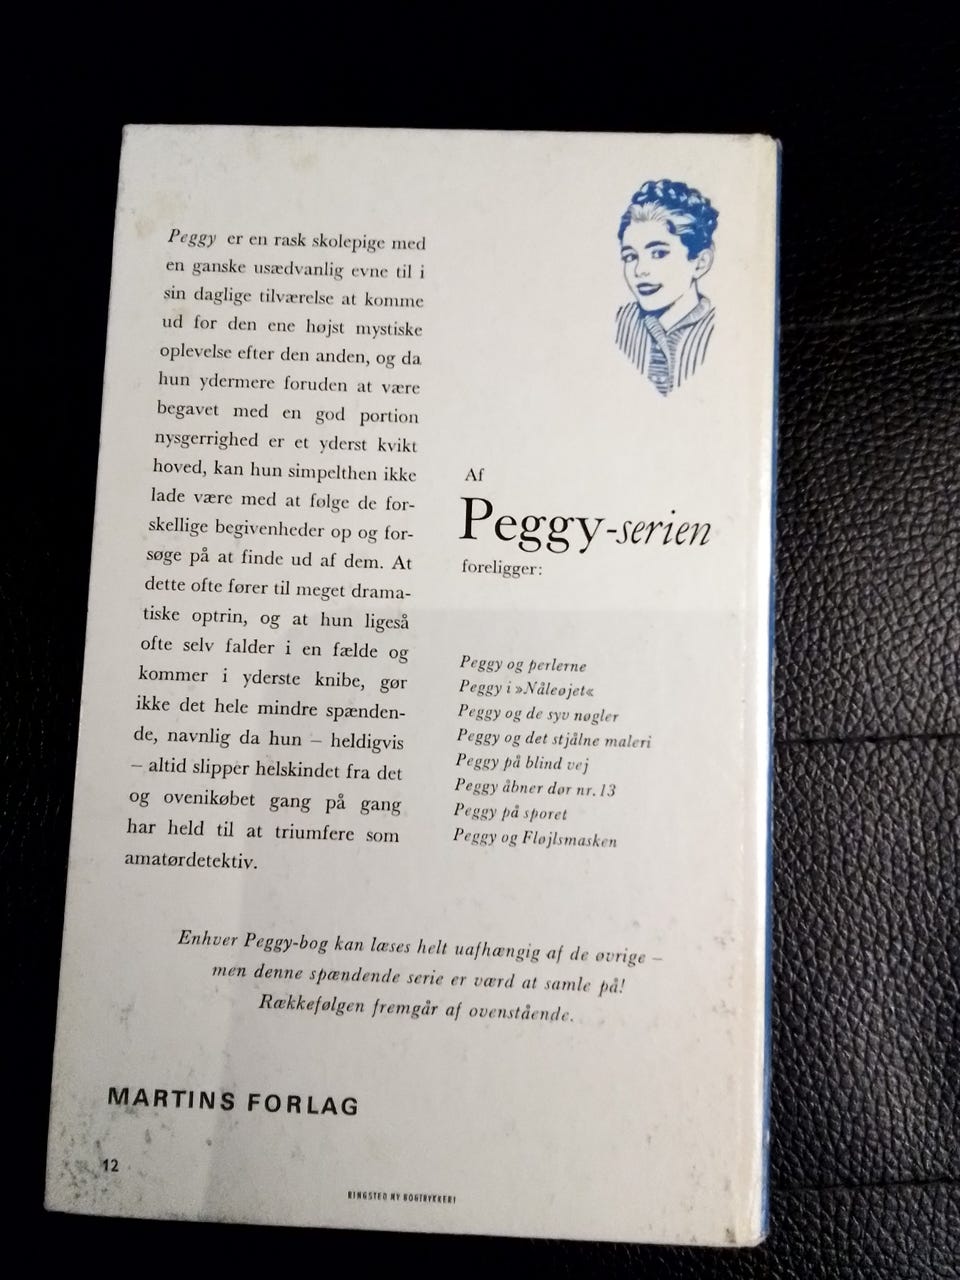 Peggy er en rask skolepige med
en ganske usædvanlig evne til i
sin daglige tilværelse at komme
ud for den ene højst mystiske
oplevelse efter den anden, og da
hun ydermere foruden at være
begavet med en god portion
nysgerrighed er et yderst kvikt
hoved, kan hun simpelthen ikke
lade være med at følge de for-
skellige begivenheder op og for-
søge på at finde ud af dem. At
dette ofte fører til meget drama-
tiske optrin, og at hun ligeså
ofte selv falder i en fælde og
kommer i yderste knibe, gør
ikke det hele mindre spænden-
de, navnlig da hun – heldigvis
– altid slipper helskindet fra det
og ovenikøbet gang på gang
har held til at triumfere som
amatørdetektiv.
Af
Peggy-serien
foreligger:
Peggy og perlerne
Peggy i »Nåleøjet«
Peggy og de syv nøgler
Peggy og det stjålne maleri
Peggy på blind vej
Peggy åbner dør nr. 13
Peggy på sporet
Peggy og Fløjlsmasken
Enhver Peggy-bog kan læses helt uafhængig af de øvrige –
men denne spændende serie er værd at samle på!
Rækkefølgen fremgår af ovenstående.
MARTINS FORLAG
12
RINGSTED NY BOGTRYKKERI